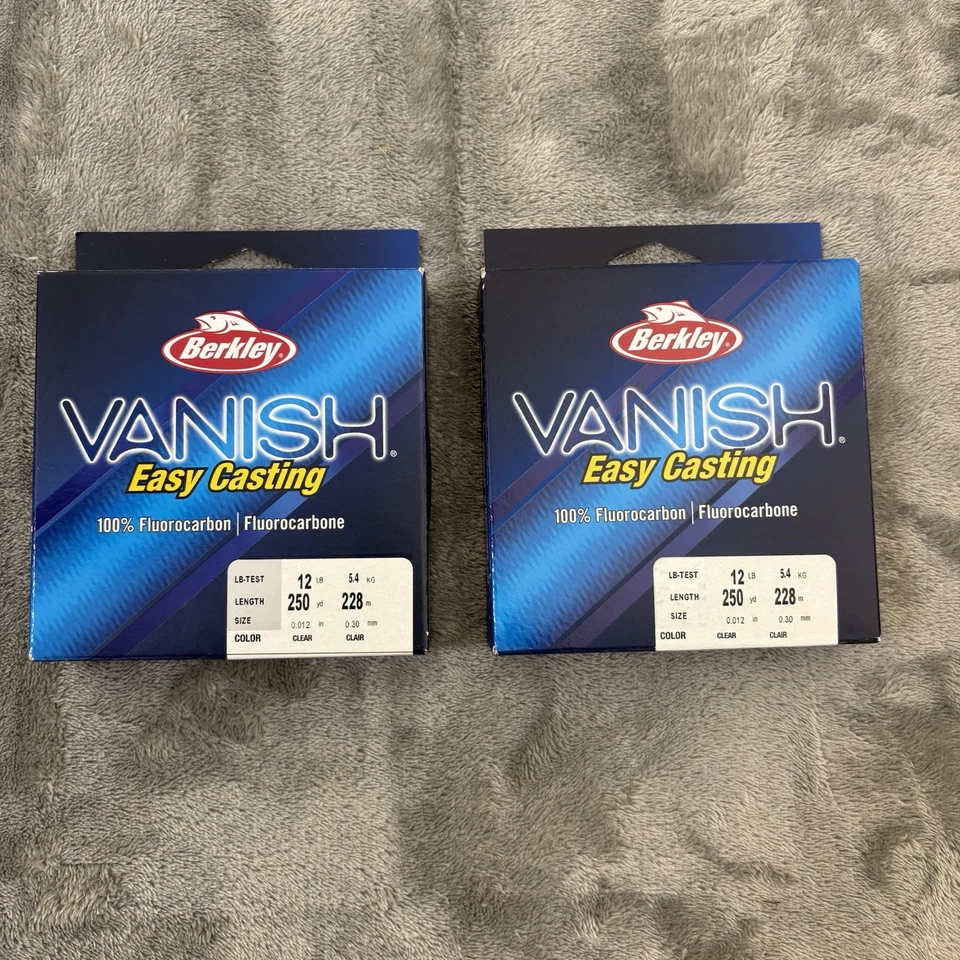 Berkley®
VANISH®
Easy Casting
100% Fluorocarbon | Fluorocarbone
LB-TEST 12 LB 5.4 KG
LENGTH 250 yd 228 m
SIZE 0.012 in 0.30 mm
COLOR CLEAR CLAIR
Berkley®
VANISH®
Easy Casting
100% Fluorocarbon | Fluorocarbone
LB-TEST 12 LB 5.4 KG
LENGTH 250 yd 228 m
SIZE 0.012 in 0.30 mm
COLOR CLEAR CLAIR